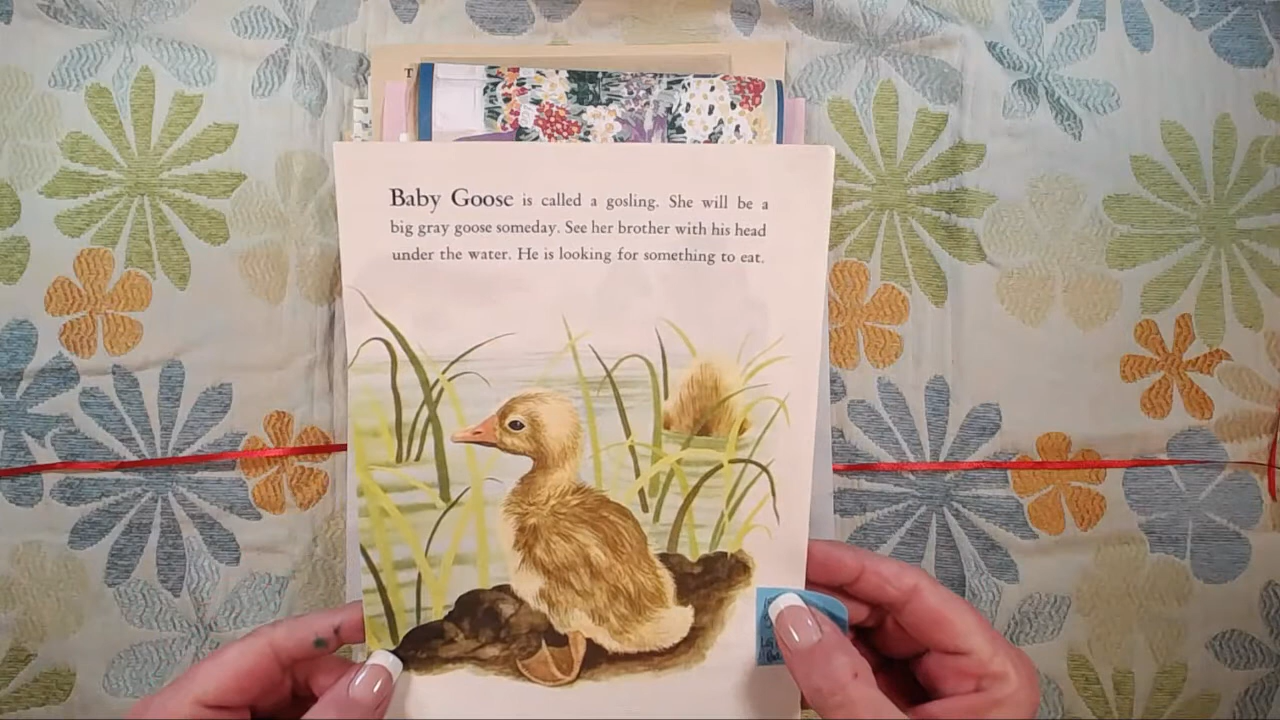 T
Baby Goose is called a gosling. She will be a
big gray goose someday. See her brother with his head
under the water. He is looking for something to eat.